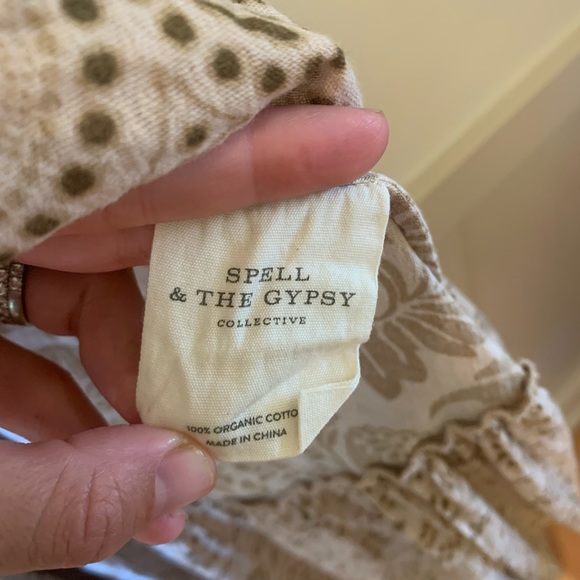 SPELL
& THE GYPSY
COLLECTIVE
100% ORGANIC COTTO
MADE IN CHINA